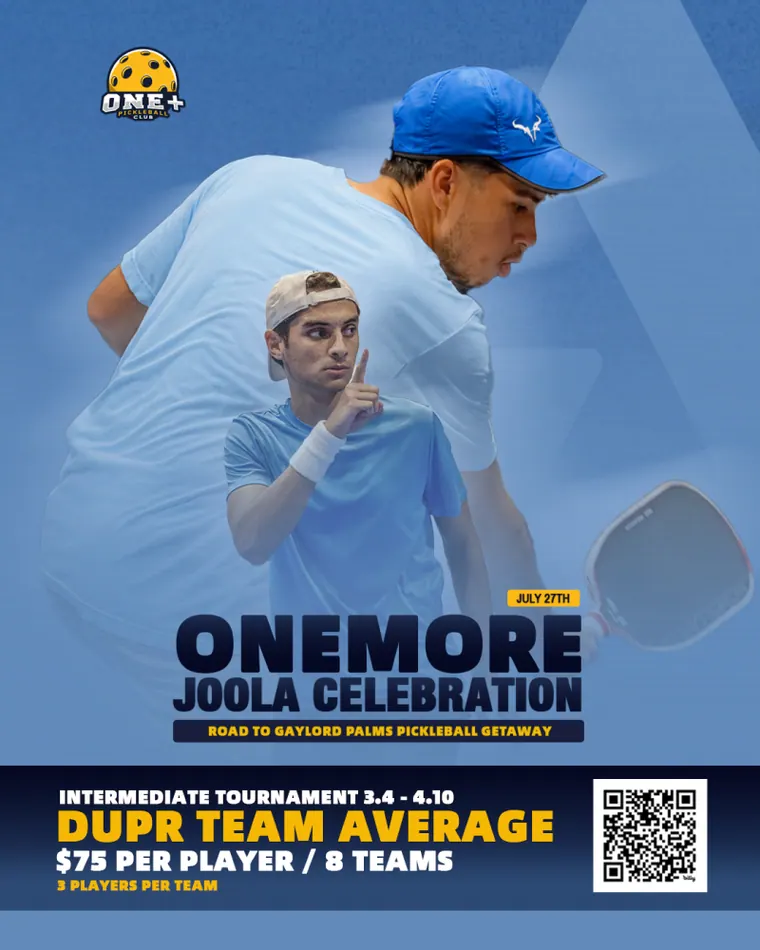 ONE+
PICKLEBALL
CLUB
JULY 27TH
ONEMORE
JOOLA CELEBRATION
ROAD TO GAYLORD PALMS PICKLEBALL GETAWAY
INTERMEDIATE TOURNAMENT 3.4 - 4.10
DUPR TEAM AVERAGE
$75 PER PLAYER / 8 TEAMS
3 PLAYERS PER TEAM